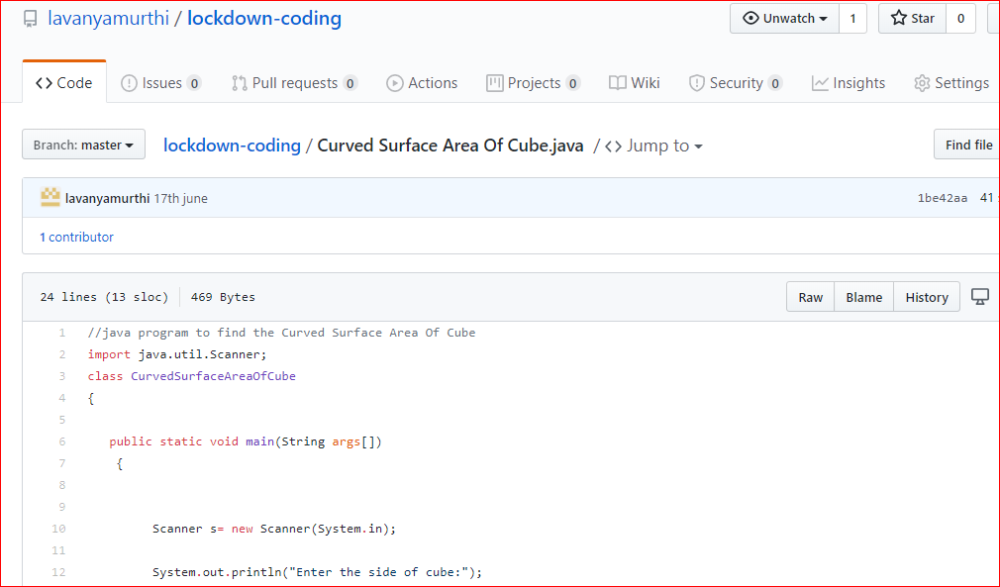 lavanyamurthi / lockdown-coding
Unwatch 1 Star 0
Code Issues 0 Pull requests 0 Actions Projects 0 Wiki Security 0 Insights Settings
Branch: master lockdown-coding / Curved Surface Area Of Cube.java / Jump to Find file
lavanyamurthi 17th june 1be42aa 41
1 contributor
24 lines (13 sloc) 469 Bytes Raw Blame History
1 //java program to find the Curved Surface Area Of Cube
2 import java.util.Scanner;
3 class CurvedSurfaceAreaOfCube
4 {
5
6 public static void main(String args[])
7 {
8
9
10 Scanner s= new Scanner(System.in);
11
12 System.out.println("Enter the side of cube:");